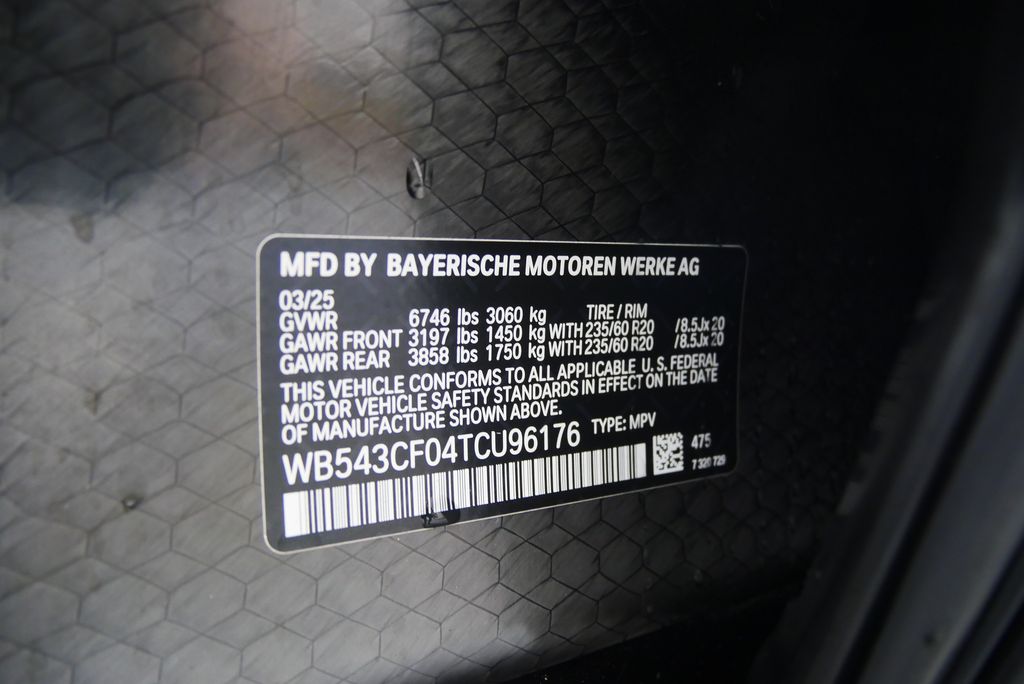 MFD BY BAYERISCHE MOTOREN WERKE AG
03/25
GVWR 6746 lbs 3060 kg TIRE / RIM
GAWR FRONT 3197 lbs 1450 kg WITH 235/60 R20 /8.5Jx 20
GAWR REAR 3858 lbs 1750 kg WITH 235/60 R20 /8.5Jx 20
THIS VEHICLE CONFORMS TO ALL APPLICABLE U. S. FEDERAL
MOTOR VEHICLE SAFETY STANDARDS IN EFFECT ON THE DATE
OF MANUFACTURE SHOWN ABOVE.
WB543CF04TCU96176 TYPE: MPV
475
7 320 729